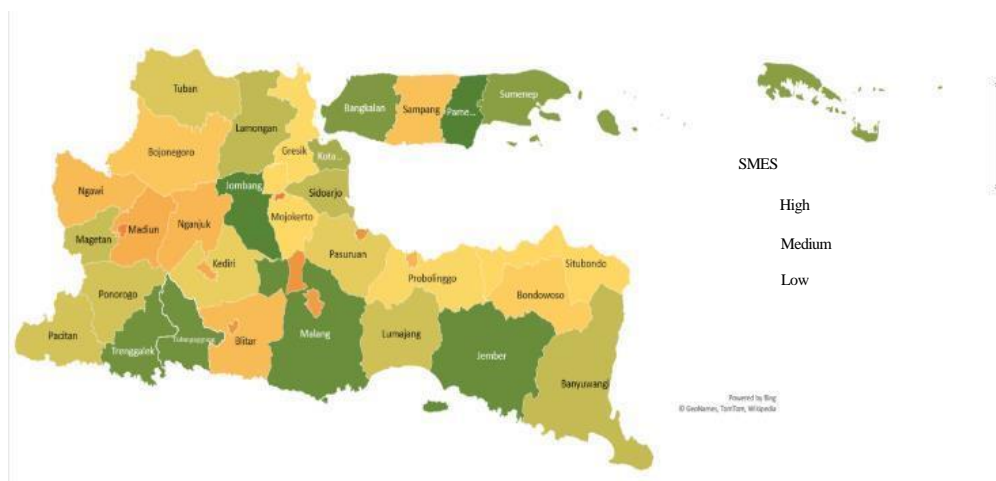 Tuban
Lamongan
Bangkalan
Sampang
Pame...
Sumenep
Bojonegoro
Gresik
Kota...
SMES
Ngawi
Jombang
Sidoarjo
High
Magetan
Madiun
Nganjuk
Mojokerto
Medium
Kediri
Pasuruan
Probolinggo
Situbondo
Low
Ponorogo
Bondowoso
Pacitan
Trenggalek
Blitar
Malang
Lumajang
Jember
Banyuwangi
Powered by Bing
© GeoNames, TomTom, Wikipedia